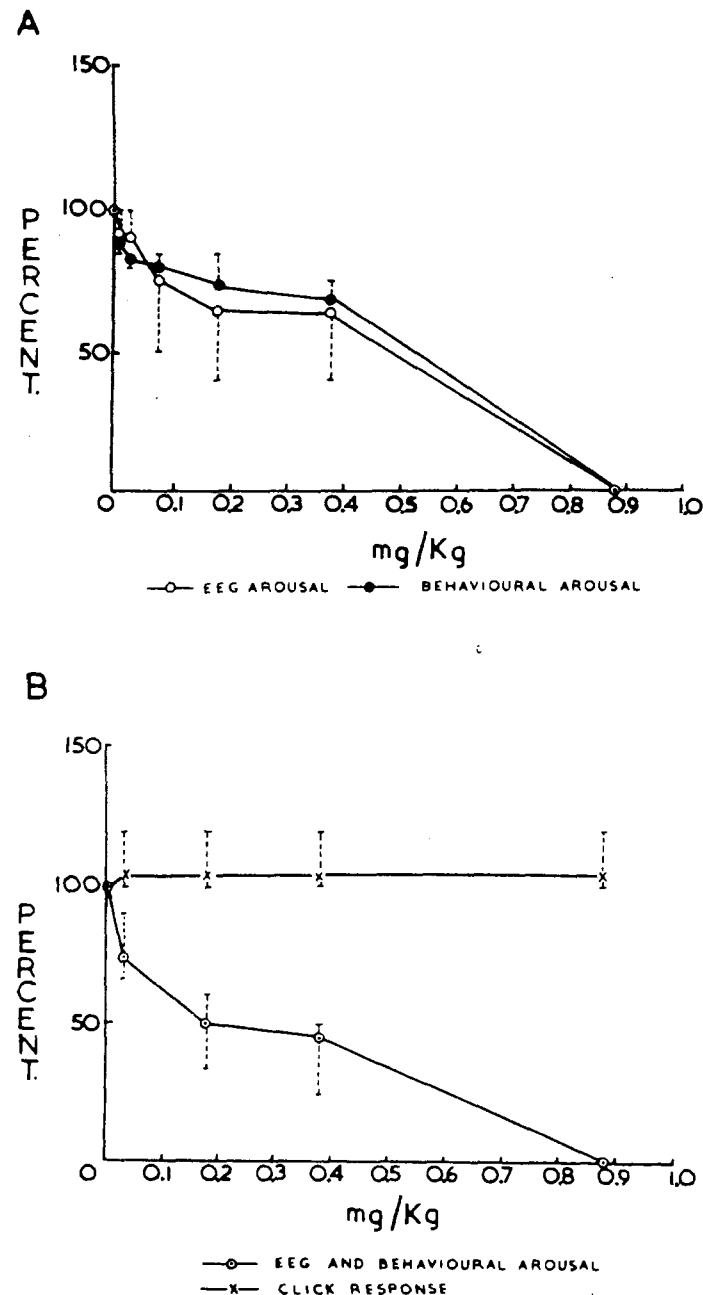 A
150
100
50
PERCENT.
0 0.1 0.2 0.3 0.4 0.5 0.6 0.7 0.8 0.9 1.0
mg/Kg
EEG AROUSAL BEHAVIOURAL AROUSAL
B
150
100
50
PERCENT.
0 0.1 0.2 0.3 0.4 0.5 0.6 0.7 0.8 0.9 1.0
mg/Kg
EEG AND BEHAVIOURAL AROUSAL
CLICK RESPONSE